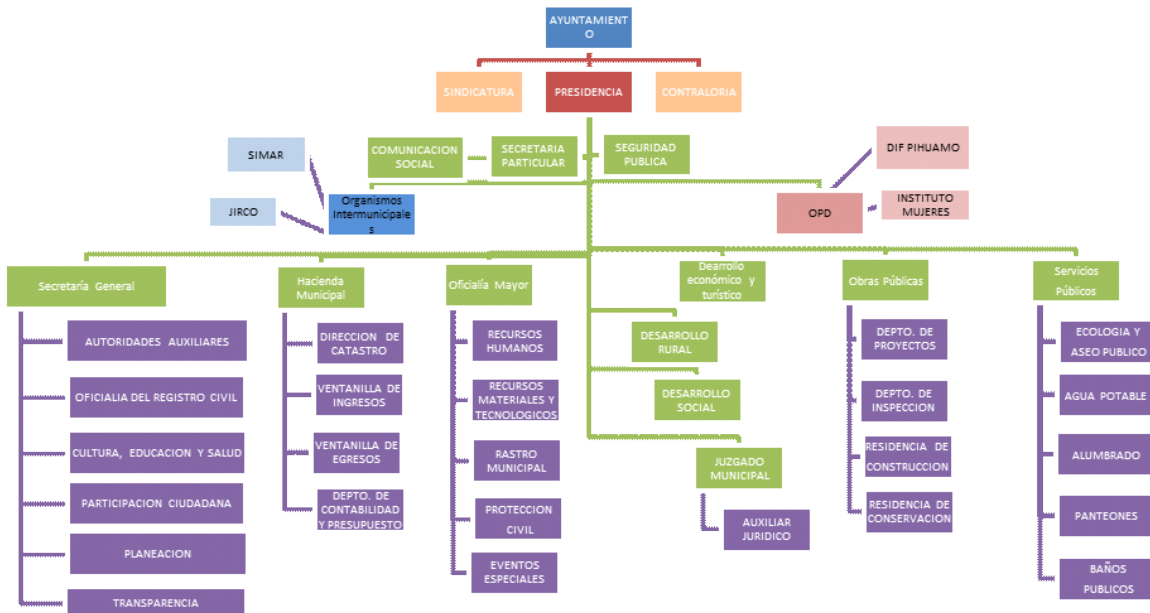 AYUNTAMIENT
O
SINDICATURA
PRESIDENCIA
CONTRALORIA
COMUNICACION
SOCIAL
SECRETARIA
PARTICULAR
SEGURIDAD
PUBLICA
SIMAR
JIRCO
Organismos
Intermunicipale
s
DIF PIHUAMO
INSTITUTO
MUJERES
OPD
Secretaría General
AUTORIDADES AUXILIARES
OFICIALIA DEL REGISTRO CIVIL
CULTURA, EDUCACION Y SALUD
PARTICIPACION CIUDADANA
PLANEACION
TRANSPARENCIA
Hacienda
Municipal
DIRECCION DE
CATASTRO
VENTANILLA DE
INGRESOS
VENTANILLA DE
EGRESOS
DEPTO. DE
CONTABILIDAD
Y PRESUPUESTO
Oficialía Mayor
RECURSOS
HUMANOS
RECURSOS
MATERIALES Y
TECNOLOGICOS
RASTRO
MUNICIPAL
PROTECCION
CIVIL
EVENTOS
ESPECIALES
Dearrollo
económico y
turístico
DESARROLLO
RURAL
DESARROLLO
SOCIAL
JUZGADO
MUNICIPAL
AUXILIAR
JURIDICO
Obras Públicas
DEPTO. DE
PROYECTOS
DEPTO. DE
INSPECCION
RESIDENCIA DE
CONSTRUCCION
RESIDENCIA DE
CONSERVACION
Servicios
Públicos
ECOLOGIA Y
ASEO PUBLICO
AGUA POTABLE
ALUMBRADO
PANTEONES
BAÑOS
PUBLICOS